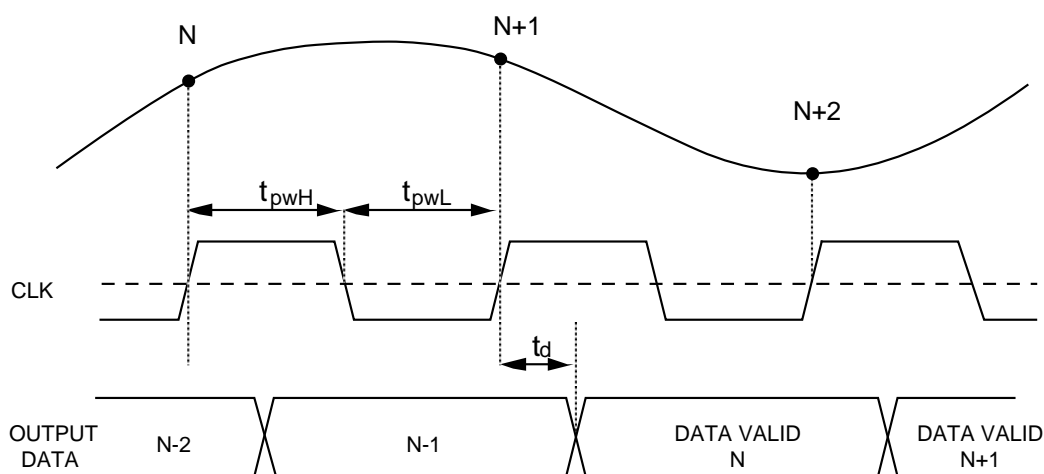 N
N+1
N+2
tpwH
tpwL
CLK
td
OUTPUT
DATA
N-2
N-1
DATA VALID
N
DATA VALID
N+1